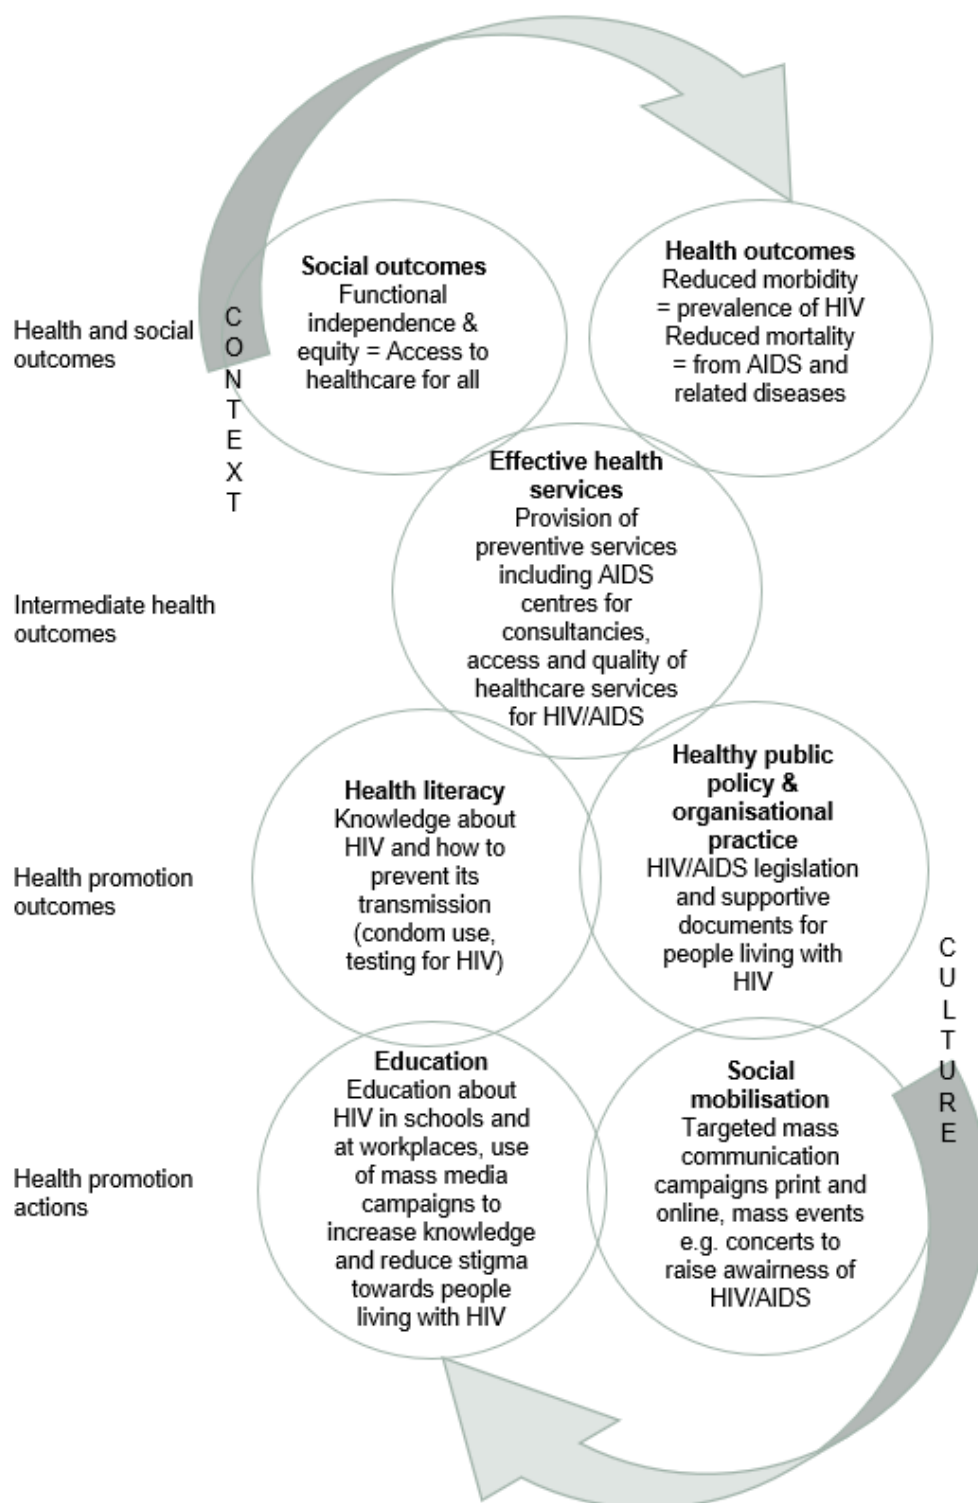 Health and social
outcomes
C
O
N
T
E
X
T
Social outcomes
Functional
independence &
equity = Access to
healthcare for all
Health outcomes
Reduced morbidity
= prevalence of HIV
Reduced mortality
= from AIDS and
related diseases
Intermediate health
outcomes
Effective health
services
Provision of
preventive services
including AIDS
centres for
consultancies,
access and quality of
healthcare services
for HIV/AIDS
Health promotion
outcomes
Health literacy
Knowledge about
HIV and how to
prevent its
transmission
(condom use,
testing for HIV)
Healthy public
policy &
organisational
practice
HIV/AIDS legislation
and supportive
documents for
people living with
HIV
C
U
L
T
U
R
E
Health promotion
actions
Education
Education about
HIV in schools and
at workplaces, use
of mass media
campaigns to
increase knowledge
and reduce stigma
towards people
living with HIV
Social
mobilisation
Targeted mass
communication
campaigns print and
online, mass events
e.g. concerts to
raise awairness of
HIV/AIDS